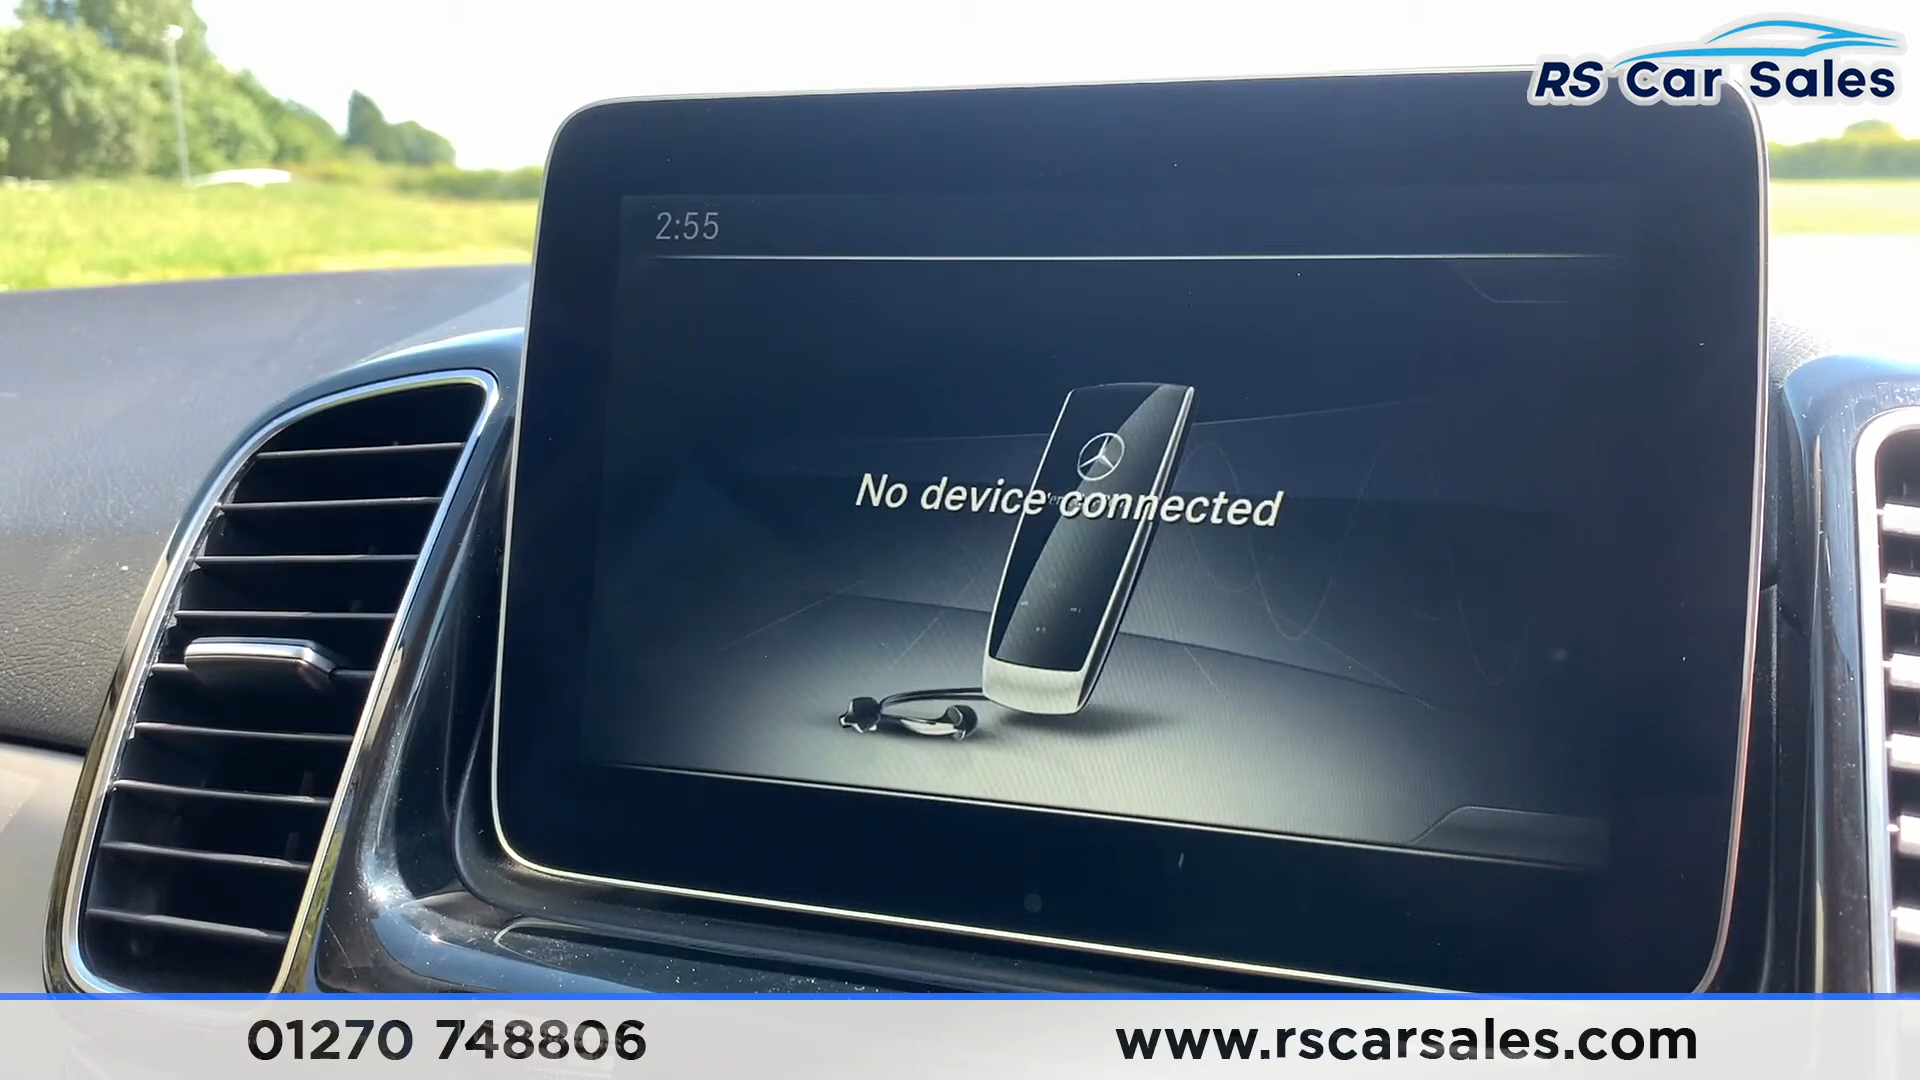 RS Car Sales
2:55
No device connected
01270 748806
www.rscarsales.com